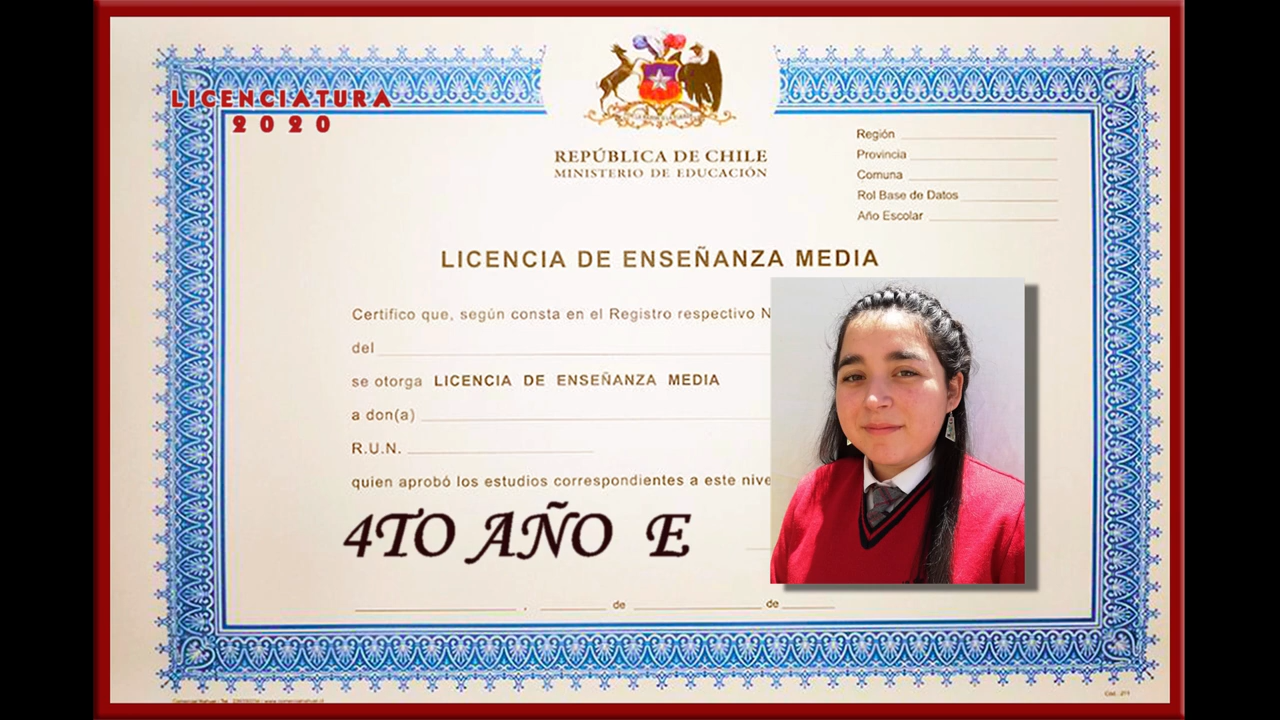 LICENCIATURA
2020
REPÚBLICA DE CHILE
MINISTERIO DE EDUCACIÓN
Región
Provincia
Comuna
Rol Base de Datos
Año Escolar
LICENCIA DE ENSEÑANZA MEDIA
Certifico que, según consta en el Registro respectivo N
del
se otorga LICENCIA DE ENSEÑANZA MEDIA
a don(a)
R.U.N.
quien aprobó los estudios correspondientes a este nive
4TO AÑO E
, de de